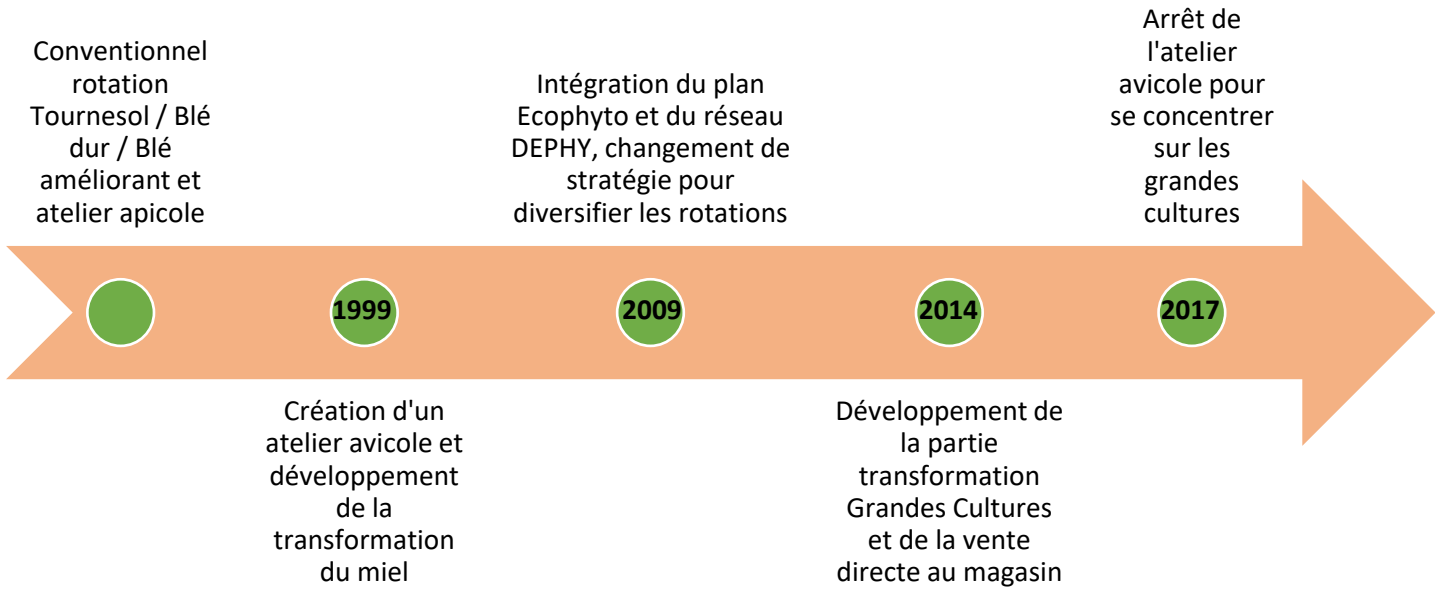 Conventionnel
rotation
Tournesol / Blé
dur / Blé
améliorant et
atelier apicole
1999
Création d'un
atelier avicole et
développement
de la
transformation
du miel
Intégration du plan
Ecophyto et du réseau
DEPHY, changement de
stratégie pour
diversifier les rotations
2009
2014
Développement de
la partie
transformation
Grandes Cultures
et de la vente
directe au magasin
Arrêt de
l'atelier
avicole pour
se concentrer
sur les
grandes
cultures
2017